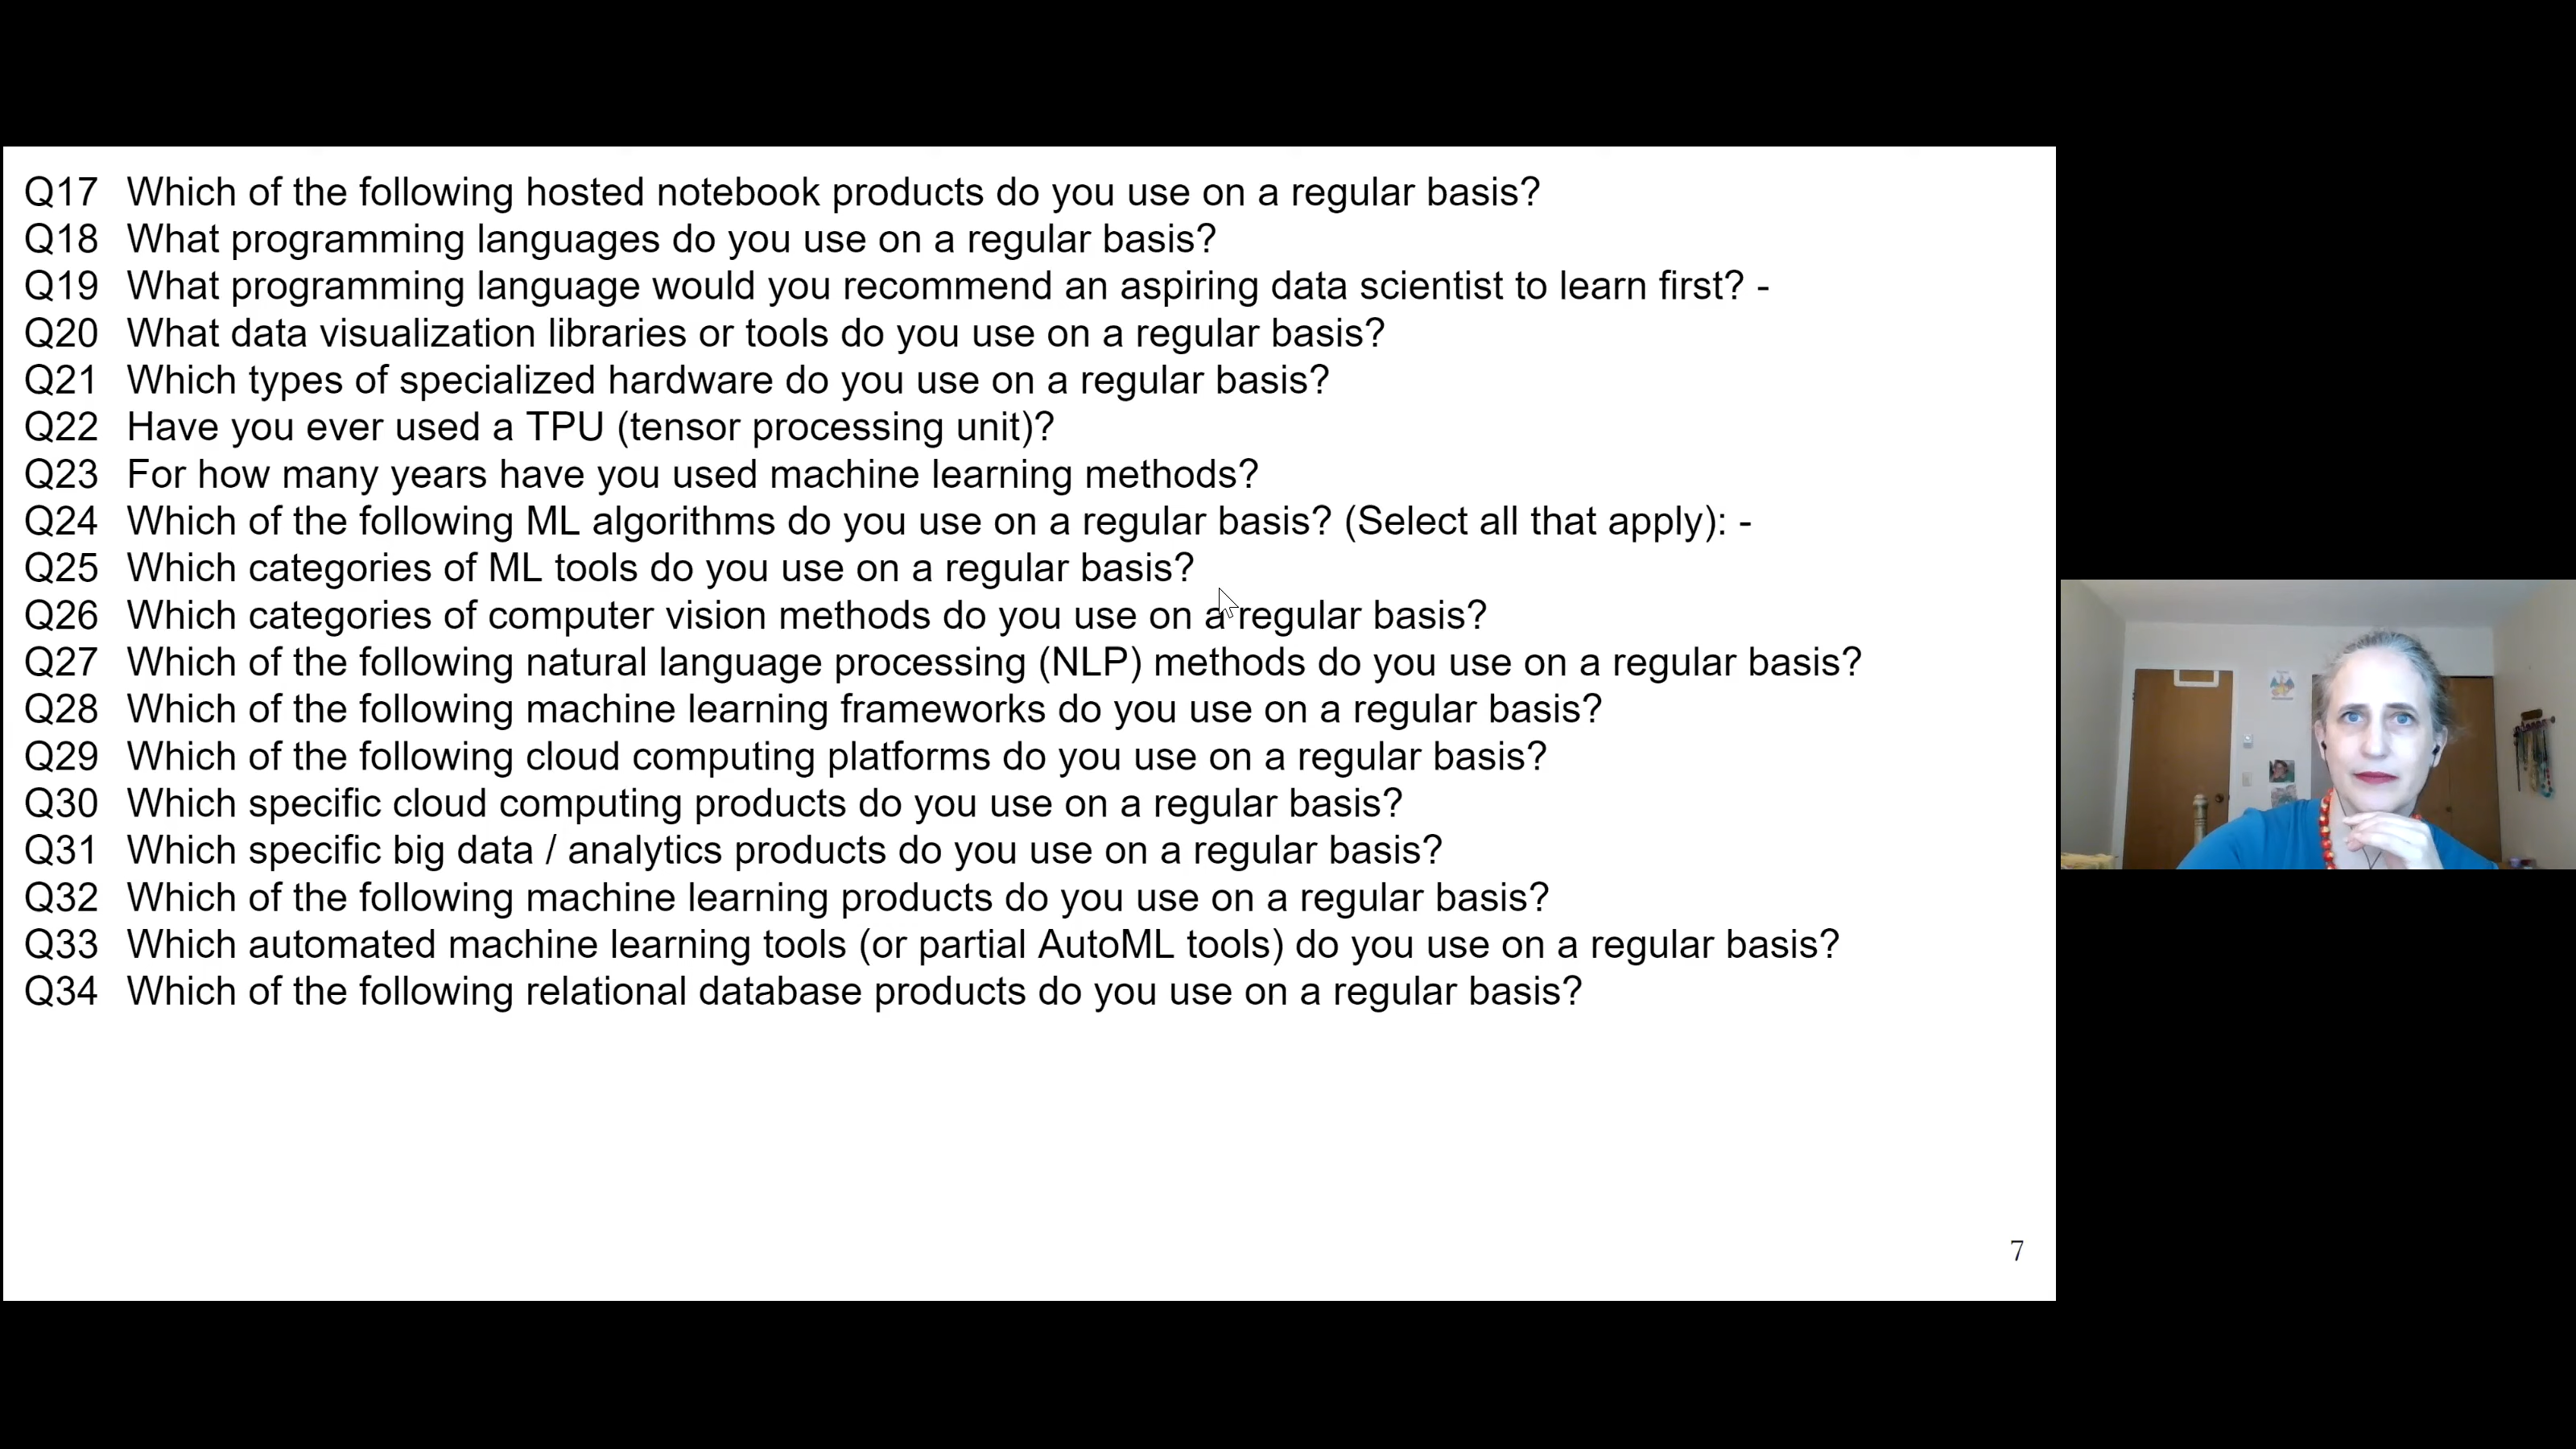 Q17 Which of the following hosted notebook products do you use on a regular basis?
Q18 What programming languages do you use on a regular basis?
Q19 What programming language would you recommend an aspiring data scientist to learn first? -
Q20 What data visualization libraries or tools do you use on a regular basis?
Q21 Which types of specialized hardware do you use on a regular basis?
Q22 Have you ever used a TPU (tensor processing unit)?
Q23 For how many years have you used machine learning methods?
Q24 Which of the following ML algorithms do you use on a regular basis? (Select all that apply): -
Q25 Which categories of ML tools do you use on a regular basis?
Q26 Which categories of computer vision methods do you use on a regular basis?
Q27 Which of the following natural language processing (NLP) methods do you use on a regular basis?
Q28 Which of the following machine learning frameworks do you use on a regular basis?
Q29 Which of the following cloud computing platforms do you use on a regular basis?
Q30 Which specific cloud computing products do you use on a regular basis?
Q31 Which specific big data / analytics products do you use on a regular basis?
Q32 Which of the following machine learning products do you use on a regular basis?
Q33 Which automated machine learning tools (or partial AutoML tools) do you use on a regular basis?
Q34 Which of the following relational database products do you use on a regular basis?
7